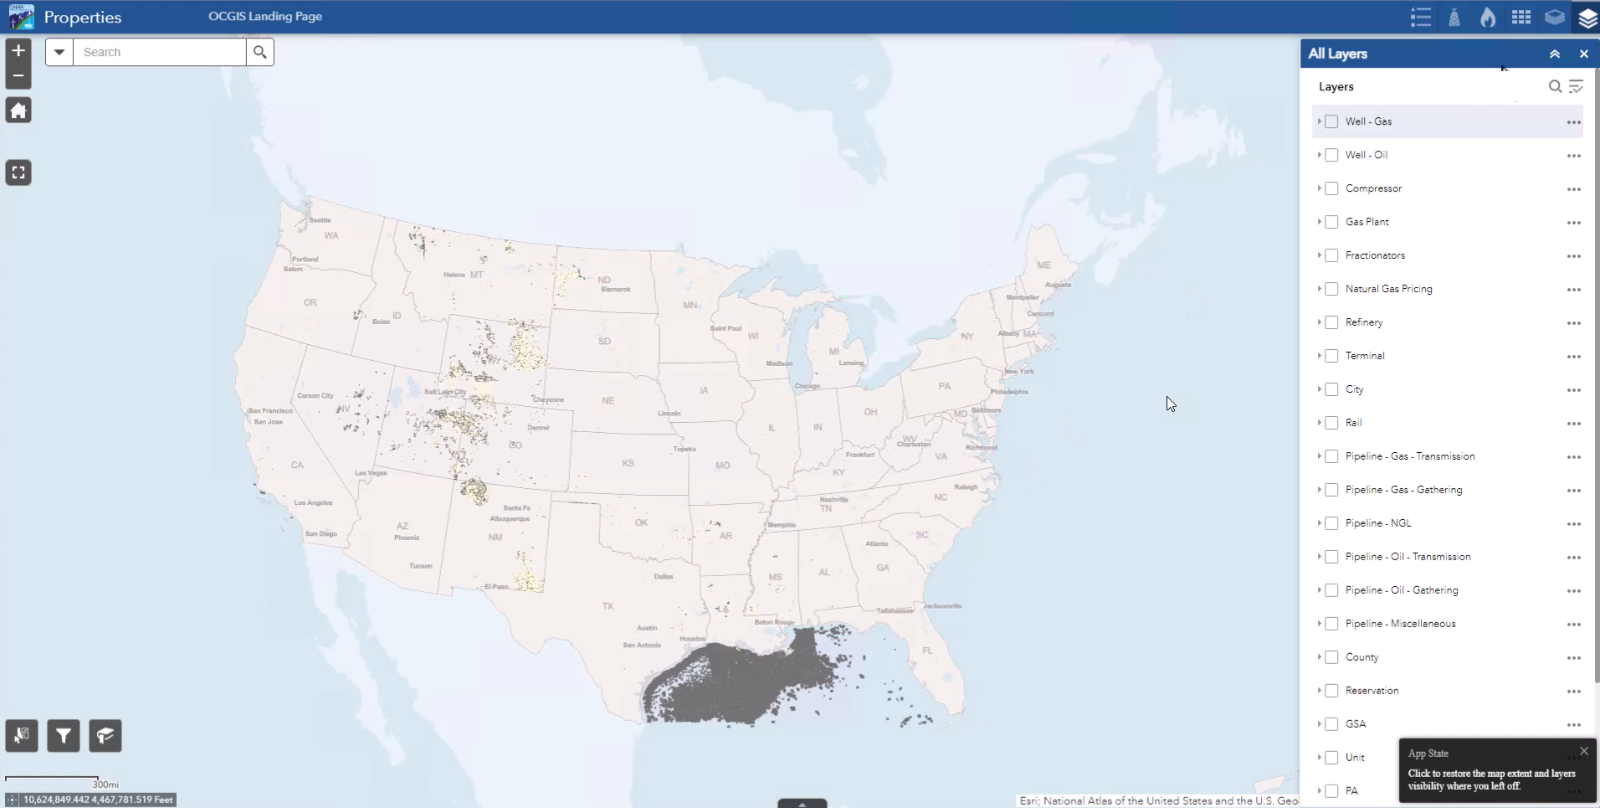 Properties
OCGIS Landing Page
Search
All Layers
Layers
Well - Gas
Well - Oil
Compressor
Gas Plant
Fractionators
Natural Gas Pricing
Refinery
Terminal
City
Rail
Pipeline - Gas - Transmission
Pipeline - Gas - Gathering
Pipeline - NGL
Pipeline - Oil - Transmission
Pipeline - Oil - Gathering
Pipeline - Miscellaneous
County
Reservation
GSA
Unit
PA
App State
Click to restore the map extent and layers
visibility where you left off.
Seattle
WA
Portland
Salem
OR
Helena
MT
ND
Bismarck
MN
Boise
ID
Saint Paul
WI
SD
Madison
MI
Lansing
ME
Augusta
Montpelier
Concord
Albany
MA
NY
New York
Chicago
PA
Philadelphia
Salt Lake City
Carson City
NV
Cheyenne
NE
IA
Lincoln
OH
MD
Baltimore
San Francisco
San Jose
Denver
CO
IL
IN
WV
Charleston
VA
Richmond
Topeka
Frankfort
KY
CA
KS
MO
Las Vegas
Raleigh
NC
Nashville
TN
Los Angeles
Santa Fe
Albuquerque
OK
Memphis
AZ
Phoenix
NM
AR
SC
San Diego
Atlanta
Tucson
MS
AL
GA
Dallas
El Paso
TX
LA
Jacksonville
Tallahassee
Austin
Baton Rouge
Houston
San Antonio
FL
300mi
10,624,849.442 4,467,781.519 Feet
Esri; National Atlas of the United States and the U.S. Geol